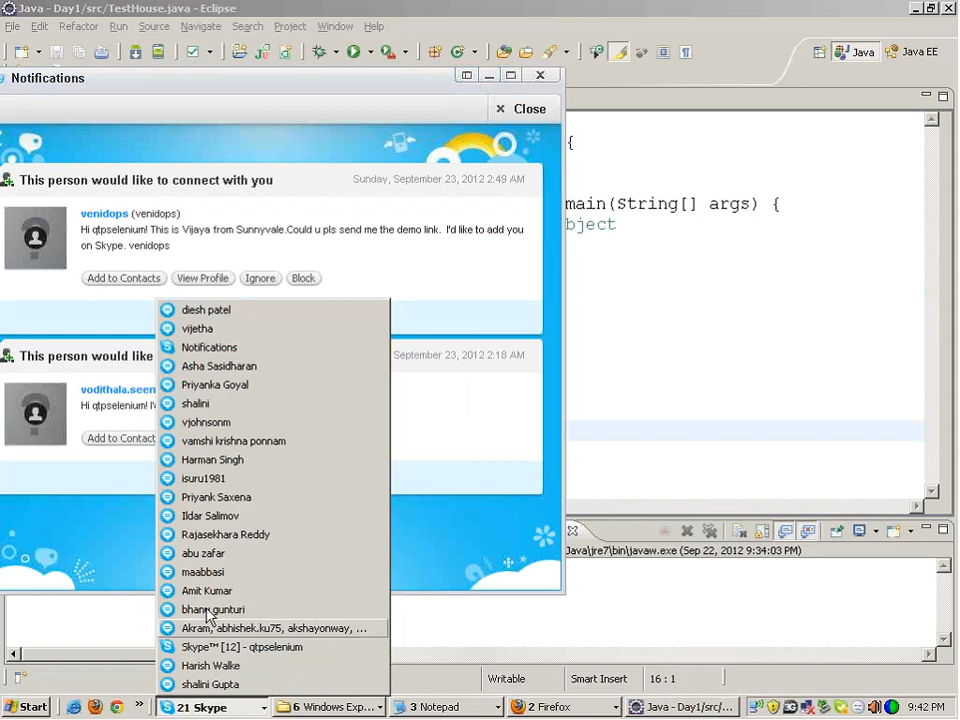 Java - Day1/src/TestHouse.java - Eclipse
File Edit Refactor Run Source Navigate Search Project Window Help
Java
Java EE
Notifications
× Close
{
main(String[] args) {
bject
This person would like to connect with you
Sunday, September 23, 2012 2:49 AM
venidops (venidops)
Hi qtpselenium! This is Vijaya from Sunnyvale.Could u pls send me the demo link. I'd like to add you
on Skype. venidops
Add to Contacts View Profile Ignore Block
This person would like
September 23, 2012 2:18 AM
vodithala.seen
Hi qtpselenium! I'
Add to Contact
diesh patel
vijetha
Notifications
Asha Sasidharan
Priyanka Goyal
shalini
vjohnsonm
vamshi krishna ponnam
Harman Singh
isuru1981
Priyank Saxena
Ildar Salimov
Rajasekhara Reddy
abu zafar
maabbasi
Amit Kumar
bhanu gunturi
Akram, abhishek.ku75, akshayonway, ...
Skype™ [12] - qtpselenium
Harish Walke
shalini Gupta
Java\jre7\bin\javaw.exe (Sep 22, 2012 9:34:03 PM)
Writable
Smart Insert
16 : 1
Start
»
21 Skype
6 Windows Exp...
3 Notepad
2 Firefox
Java - Day1/src/...
9:42 PM